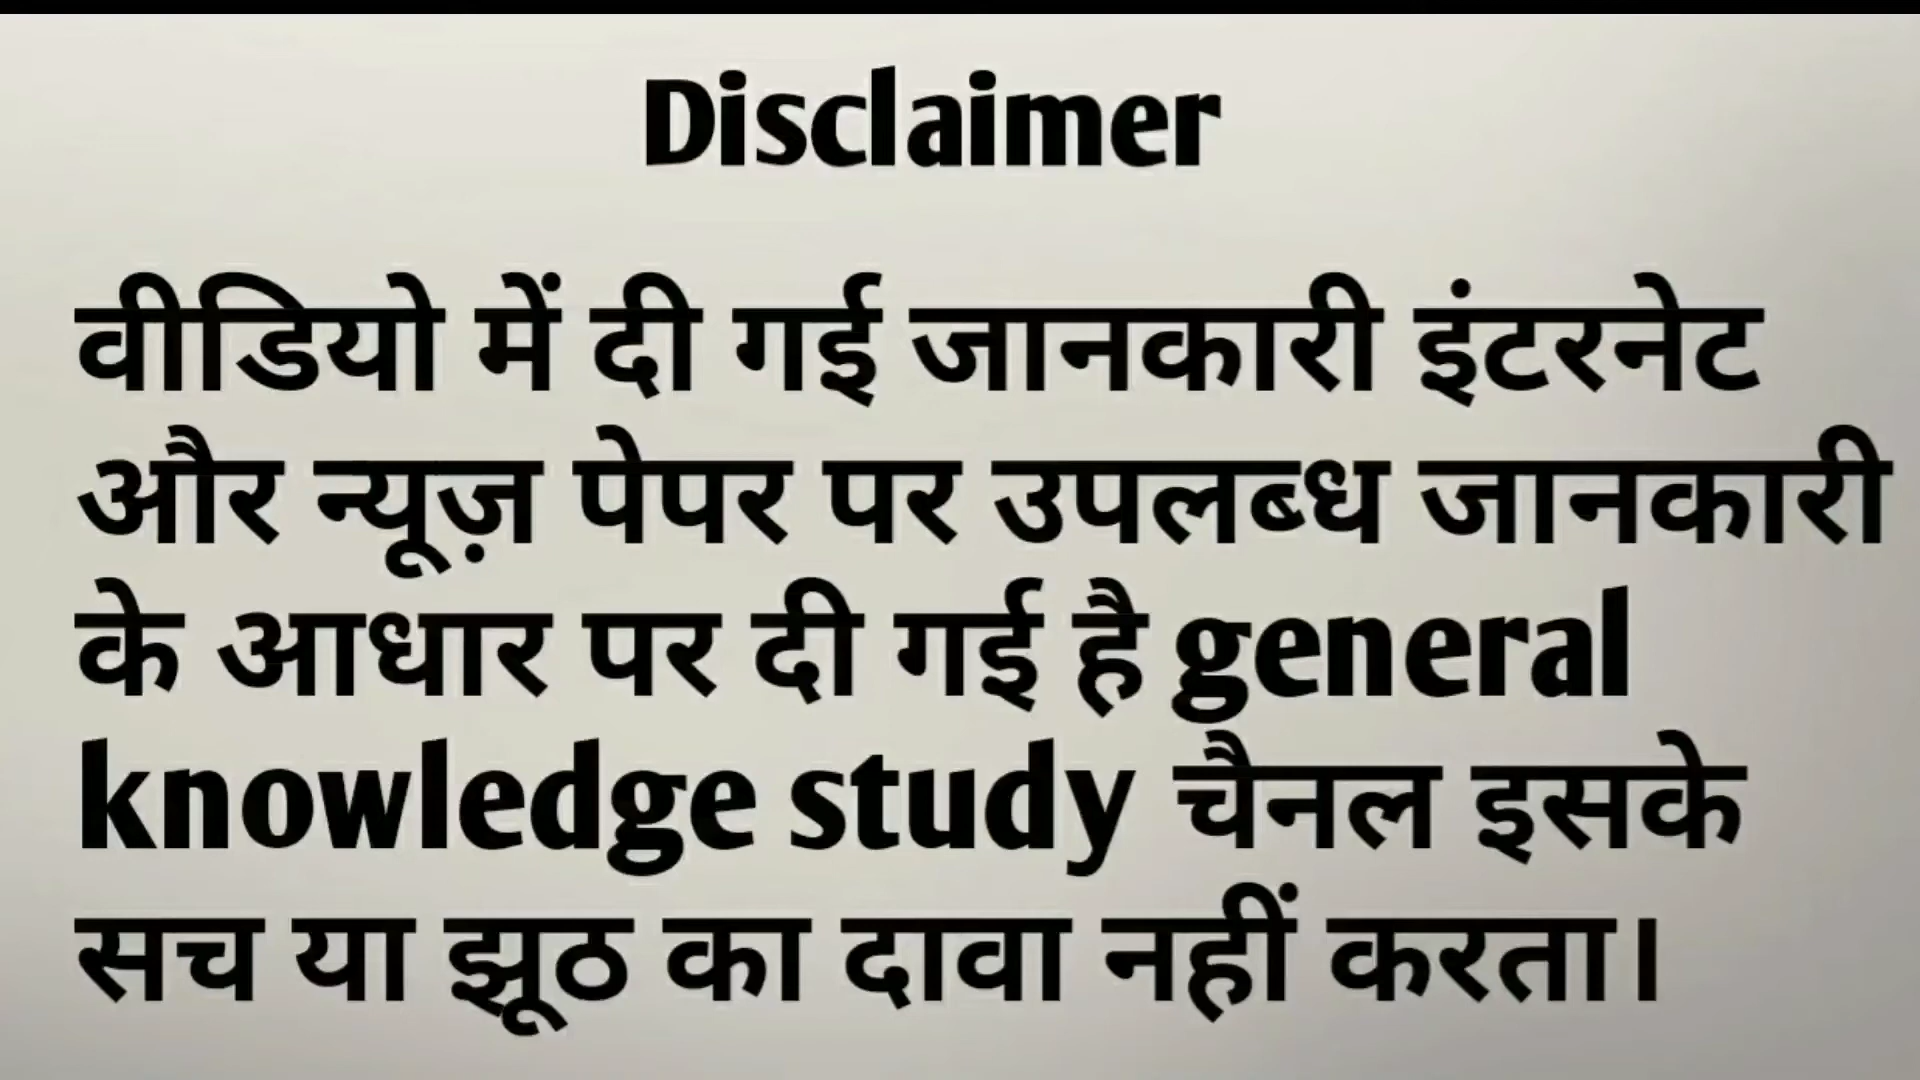 Disclaimer
वीडियो में दी गई जानकारी इंटरनेट
और न्यूज़ पेपर पर उपलब्ध जानकारी
के आधार पर दी गई है general
knowledge study चैनल इसके
सच या झूठ का दावा नहीं करता।